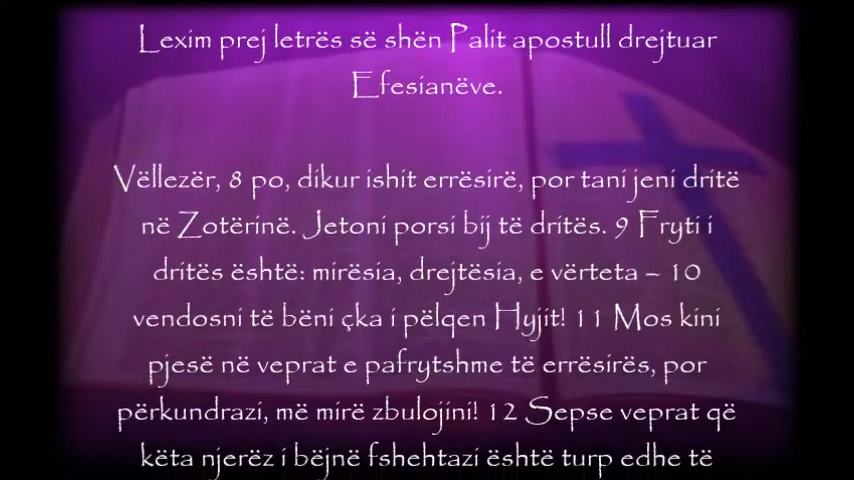 Lexim prej letrës së shën Palit apostull drejtuar
Efesianëve.
Vëllezër, 8 po, dikur ishit errësirë, por tani jeni dritë
në Zotërinë. Jetoni porsi bij të dritës. 9 Fryti i
dritës është: mirësia, drejtësia, e vërteta – 10
vendosni të bëni çka i pëlqen Hyjit! 11 Mos kini
pjesë në veprat e pafrytshme të errësirës, por
përkundrazi, më mirë zbulojini! 12 Sepse veprat që
këta njerëz i bëjnë fshehtazi është turp edhe të